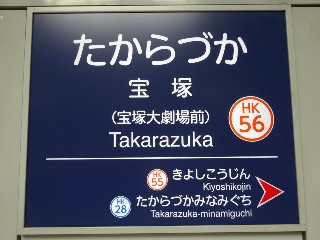 たからづか
宝塚
(宝塚大劇場前)
Takarazuka
HK
56
HK
55
きよしこうじん
Kiyoshikojin
HK
28
たからづかみなみぐち
Takarazuka-minamiguchi